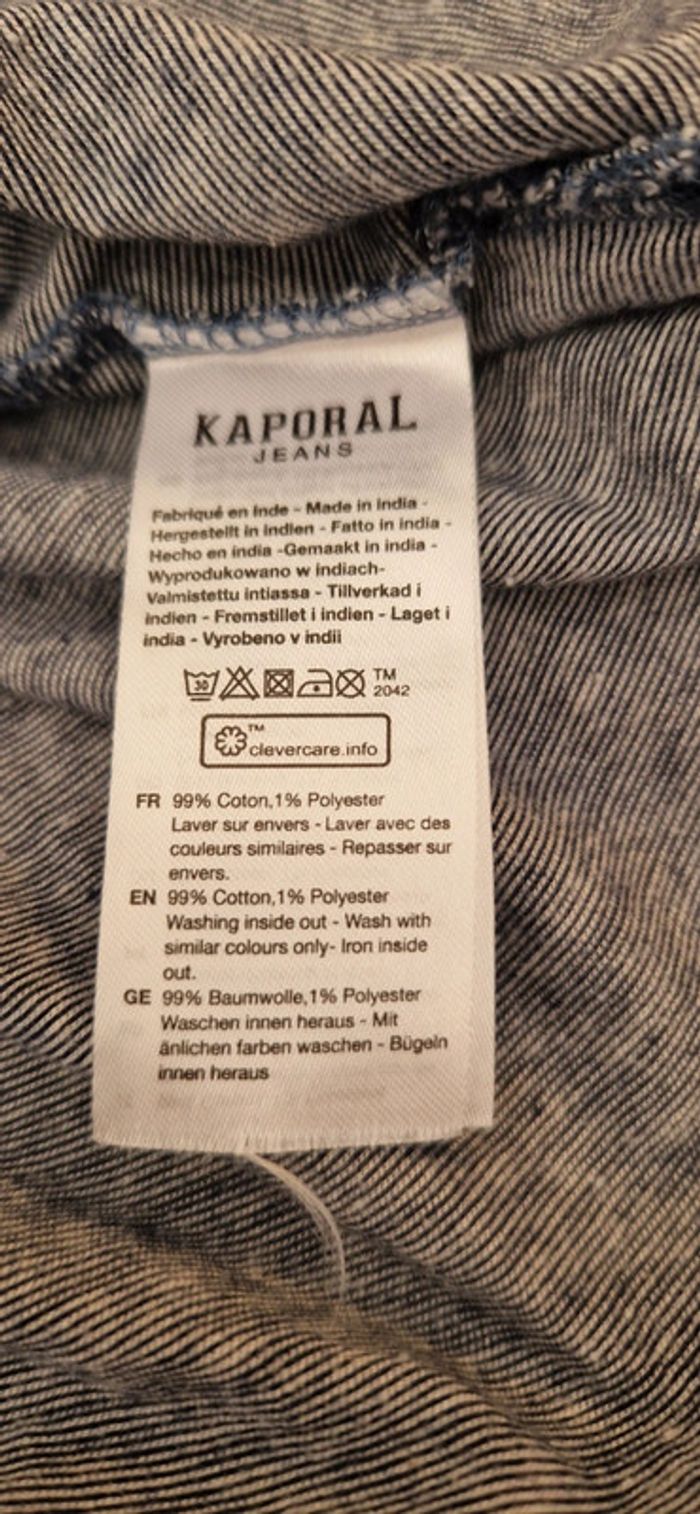 KAPORAL
JEANS
Fabriqué en Inde - Made in india -
Hergestellt in Indien - Fatto in india -
Hecho en india -Gemaakt in india -
Wyprodukowano w indiach-
Valmistettu intiassa - Tillverkad i
indien - Fremstillet i indien - Laget i
india - Vyrobeno v indii
30 TM
2042
TM
clevercare.info
FR 99% Coton,1% Polyester
Laver sur envers - Laver avec des
couleurs similaires - Repasser sur
envers.
EN 99% Cotton,1% Polyester
Washing inside out - Wash with
similar colours only- Iron inside
out.
GE 99% Baumwolle,1% Polyester
Waschen innen heraus - Mit
änlichen farben waschen - Bügeln
innen heraus